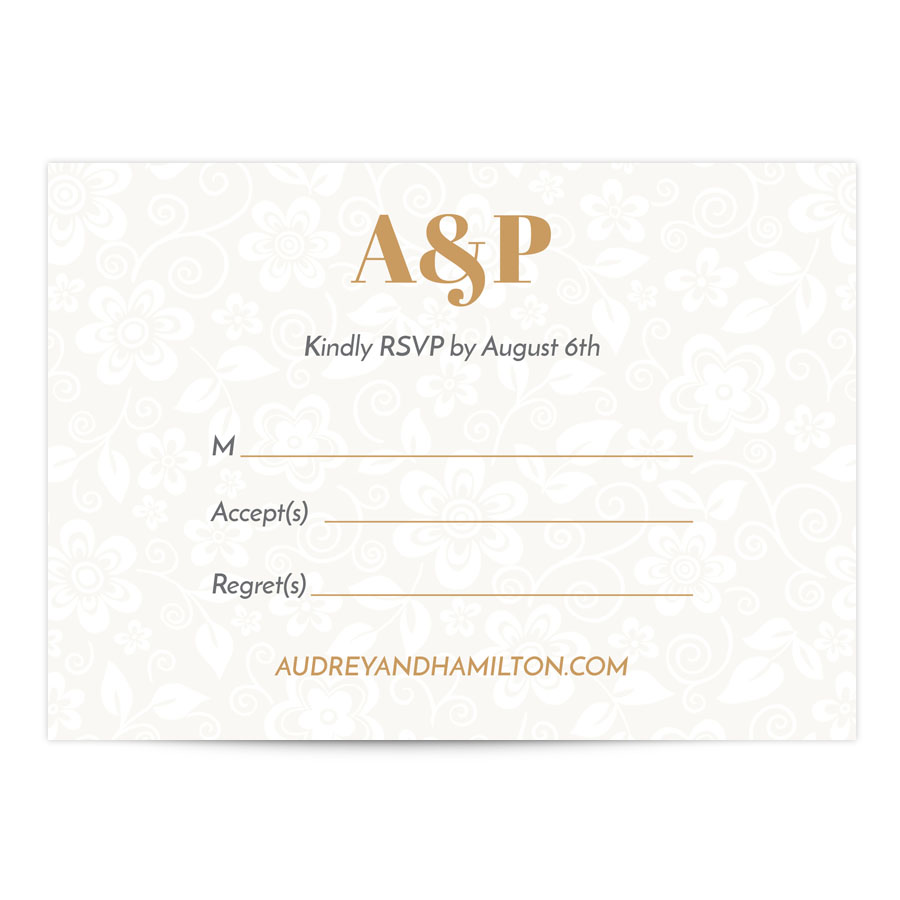 A&P
Kindly RSVP by August 6th
M
Accept(s)
Regret(s)
AUDREYANDHAMILTON.COM